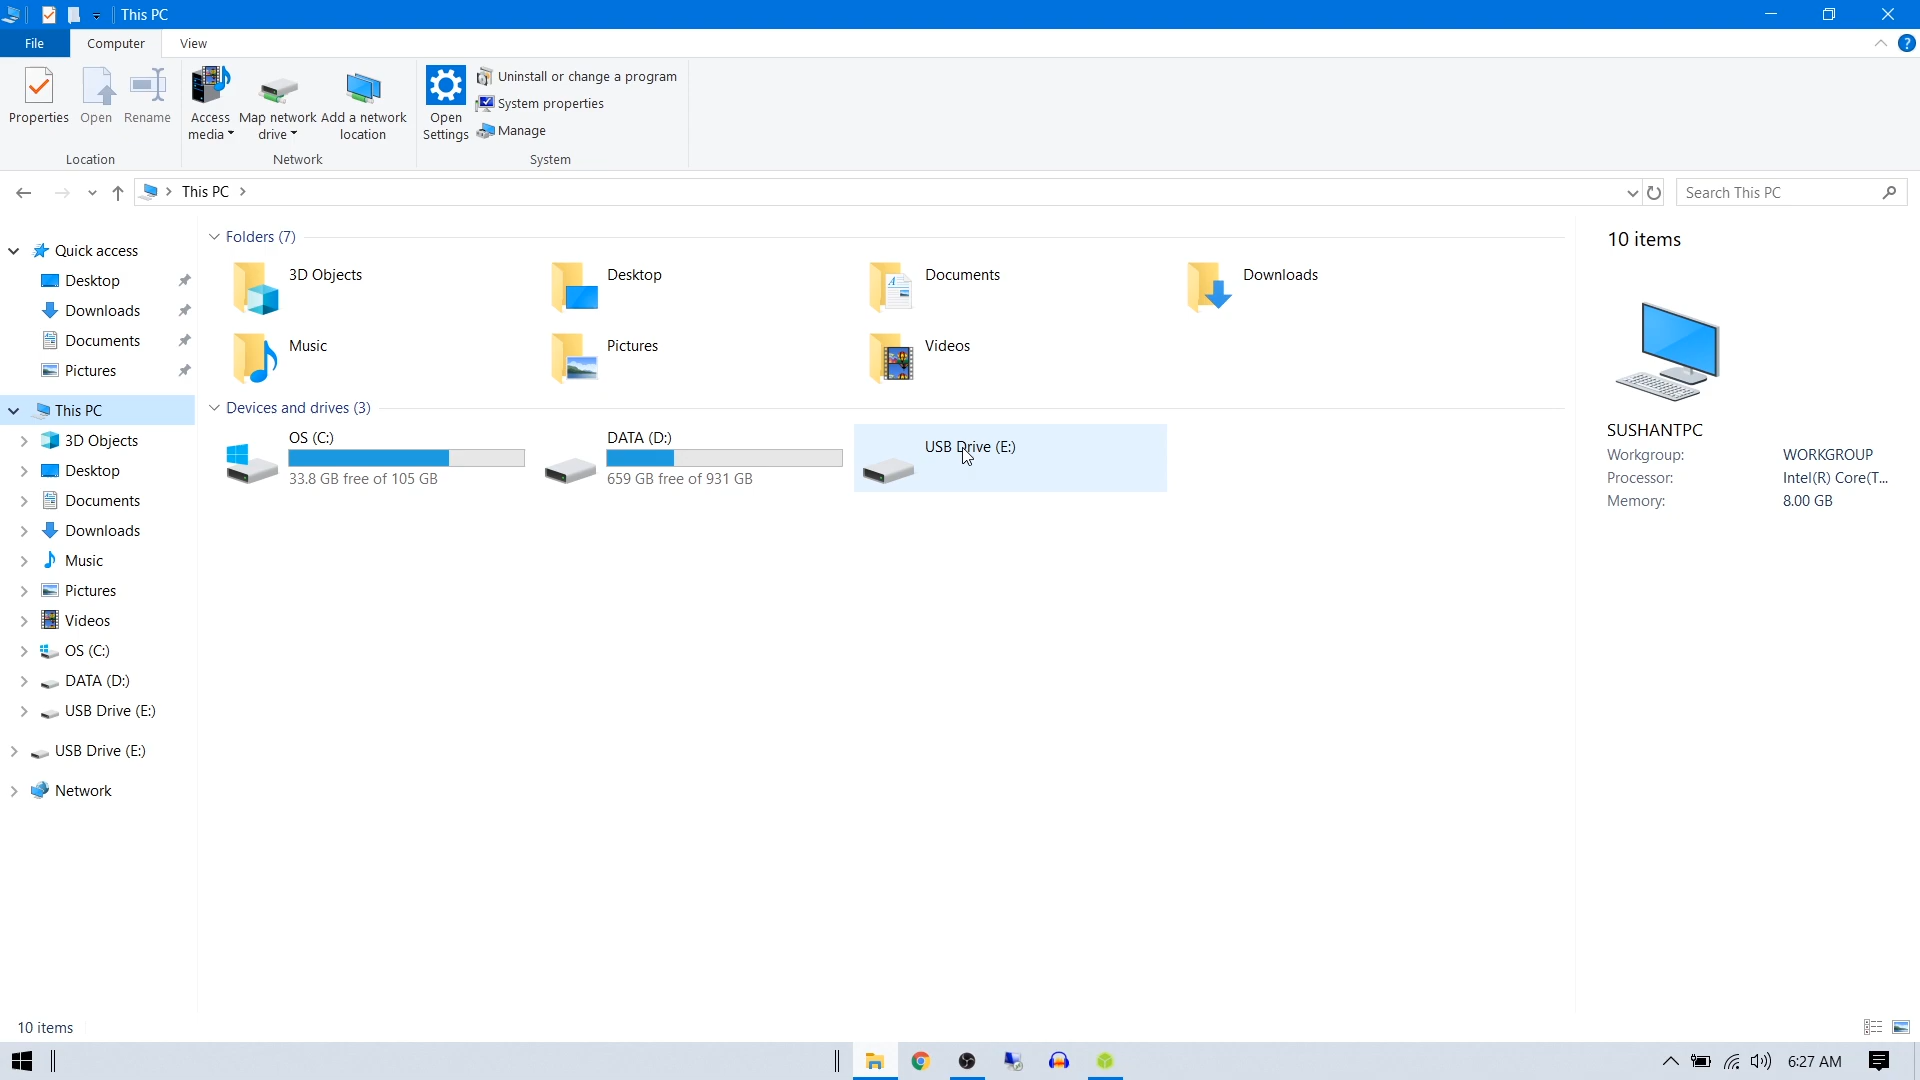 This PC
File
Computer
View
Properties
Open
Rename
Access
media
Map network
drive
Add a network
location
Open
Settings
Uninstall or change a program
System properties
Manage
Location
Network
System
This PC
Search This PC
Quick access
Desktop
Downloads
Documents
Pictures
This PC
3D Objects
Desktop
Documents
Downloads
Music
Pictures
Videos
OS (C:)
DATA (D:)
USB Drive (E:)
USB Drive (E:)
Network
Folders (7)
3D Objects
Desktop
Documents
Downloads
Music
Pictures
Videos
Devices and drives (3)
OS (C:)
33.8 GB free of 105 GB
DATA (D:)
659 GB free of 931 GB
USB Drive (E:)
10 items
SUSHANTPC
Workgroup: WORKGROUP
Processor: Intel(R) Core(T...
Memory: 8.00 GB
10 items
6:27 AM